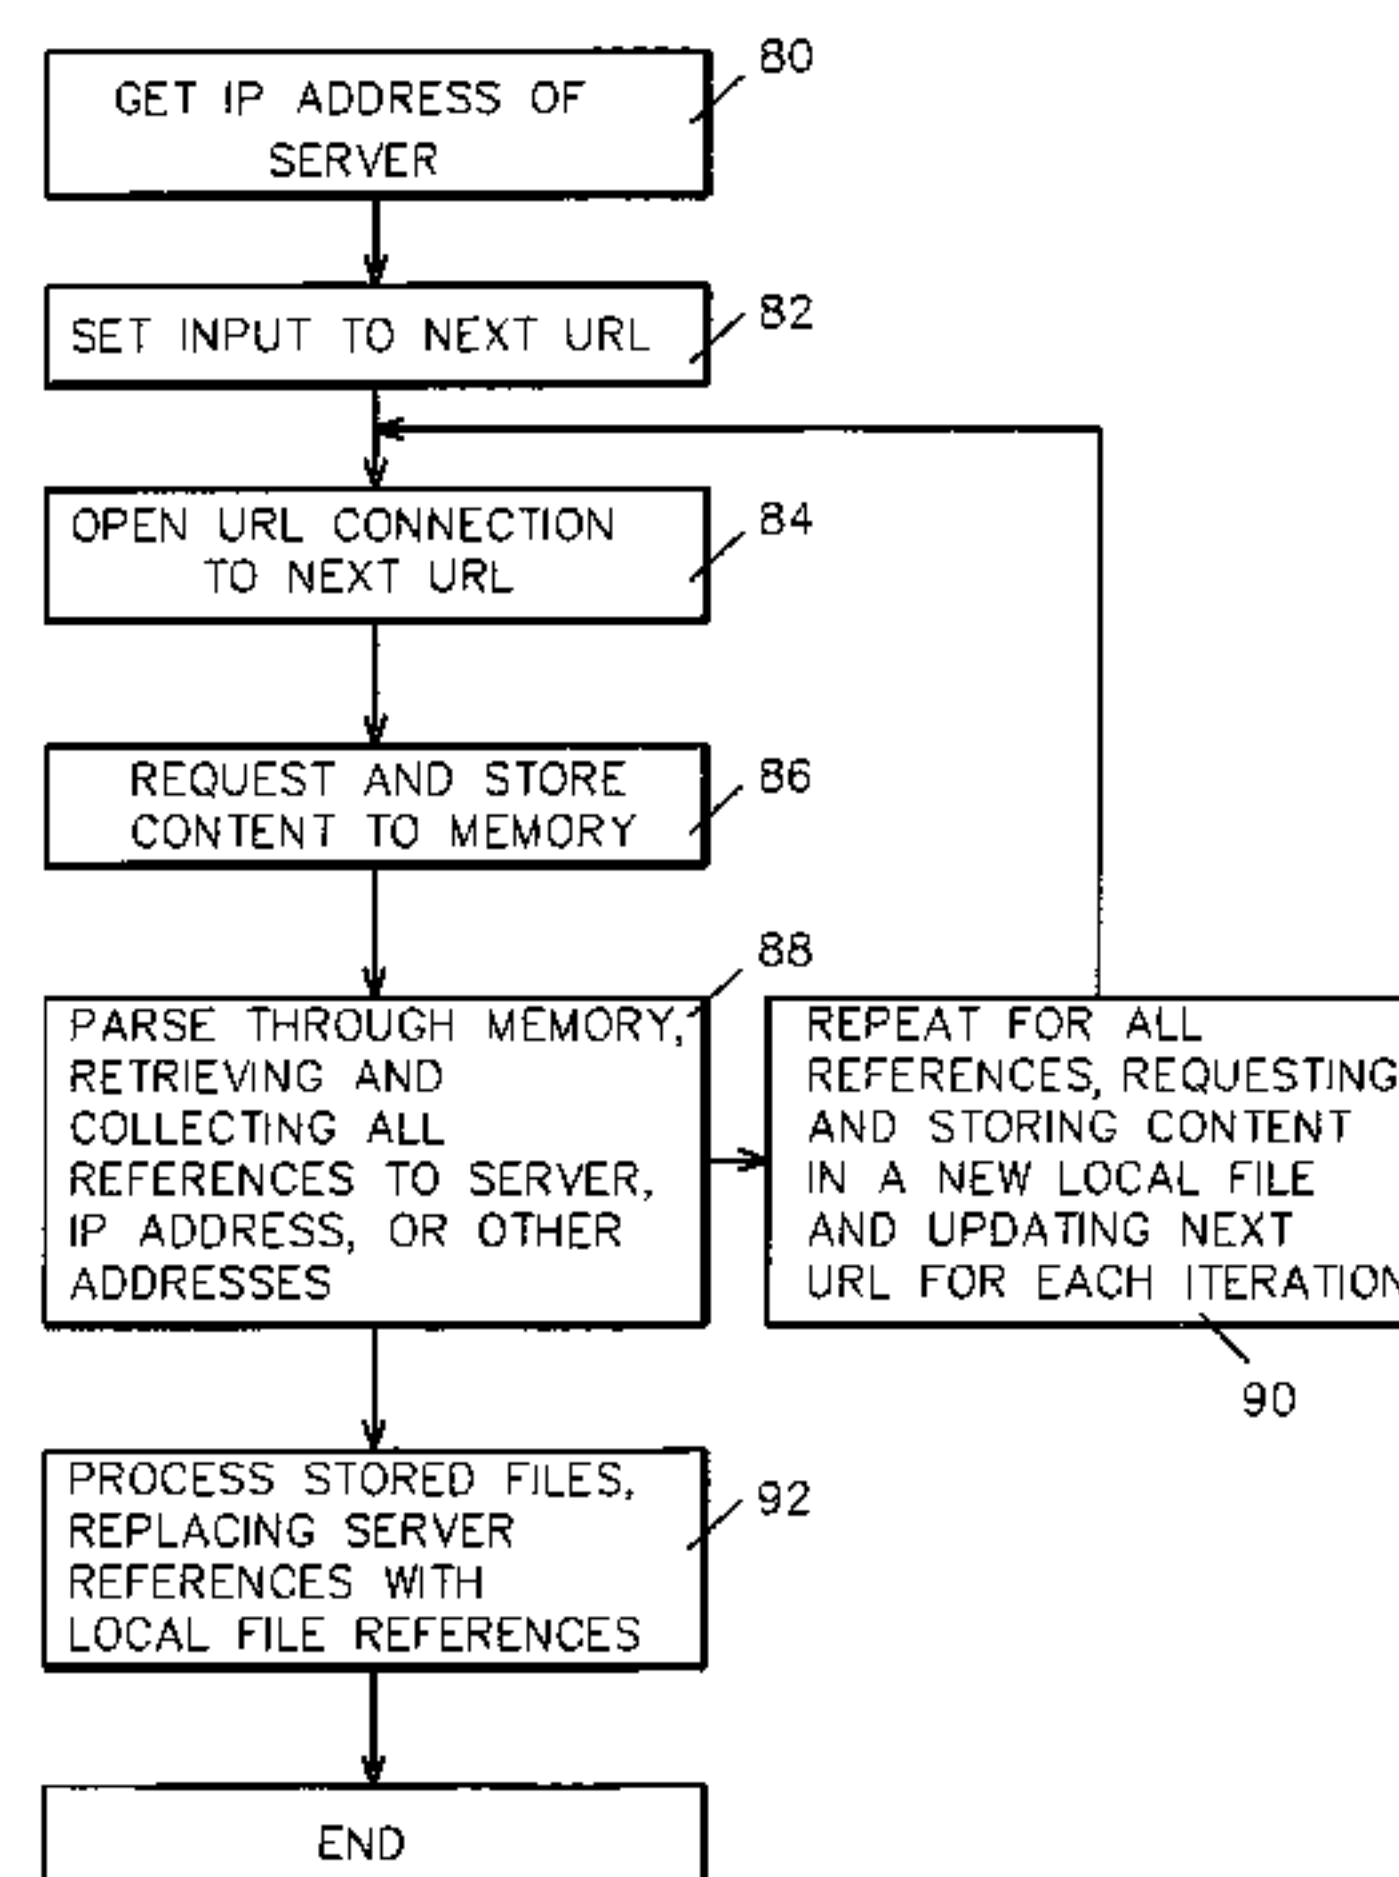 GET IP ADDRESS OF
SERVER
80
SET INPUT TO NEXT URL
82
OPEN URL CONNECTION
TO NEXT URL
84
REQUEST AND STORE
CONTENT TO MEMORY
86
PARSE THROUGH MEMORY,
RETRIEVING AND
COLLECTING ALL
REFERENCES TO SERVER,
IP ADDRESS, OR OTHER
ADDRESSES
88
REPEAT FOR ALL
REFERENCES, REQUESTING
AND STORING CONTENT
IN A NEW LOCAL FILE
AND UPDATING NEXT
URL FOR EACH ITERATION
90
PROCESS STORED FILES,
REPLACING SERVER
REFERENCES WITH
LOCAL FILE REFERENCES
92
END